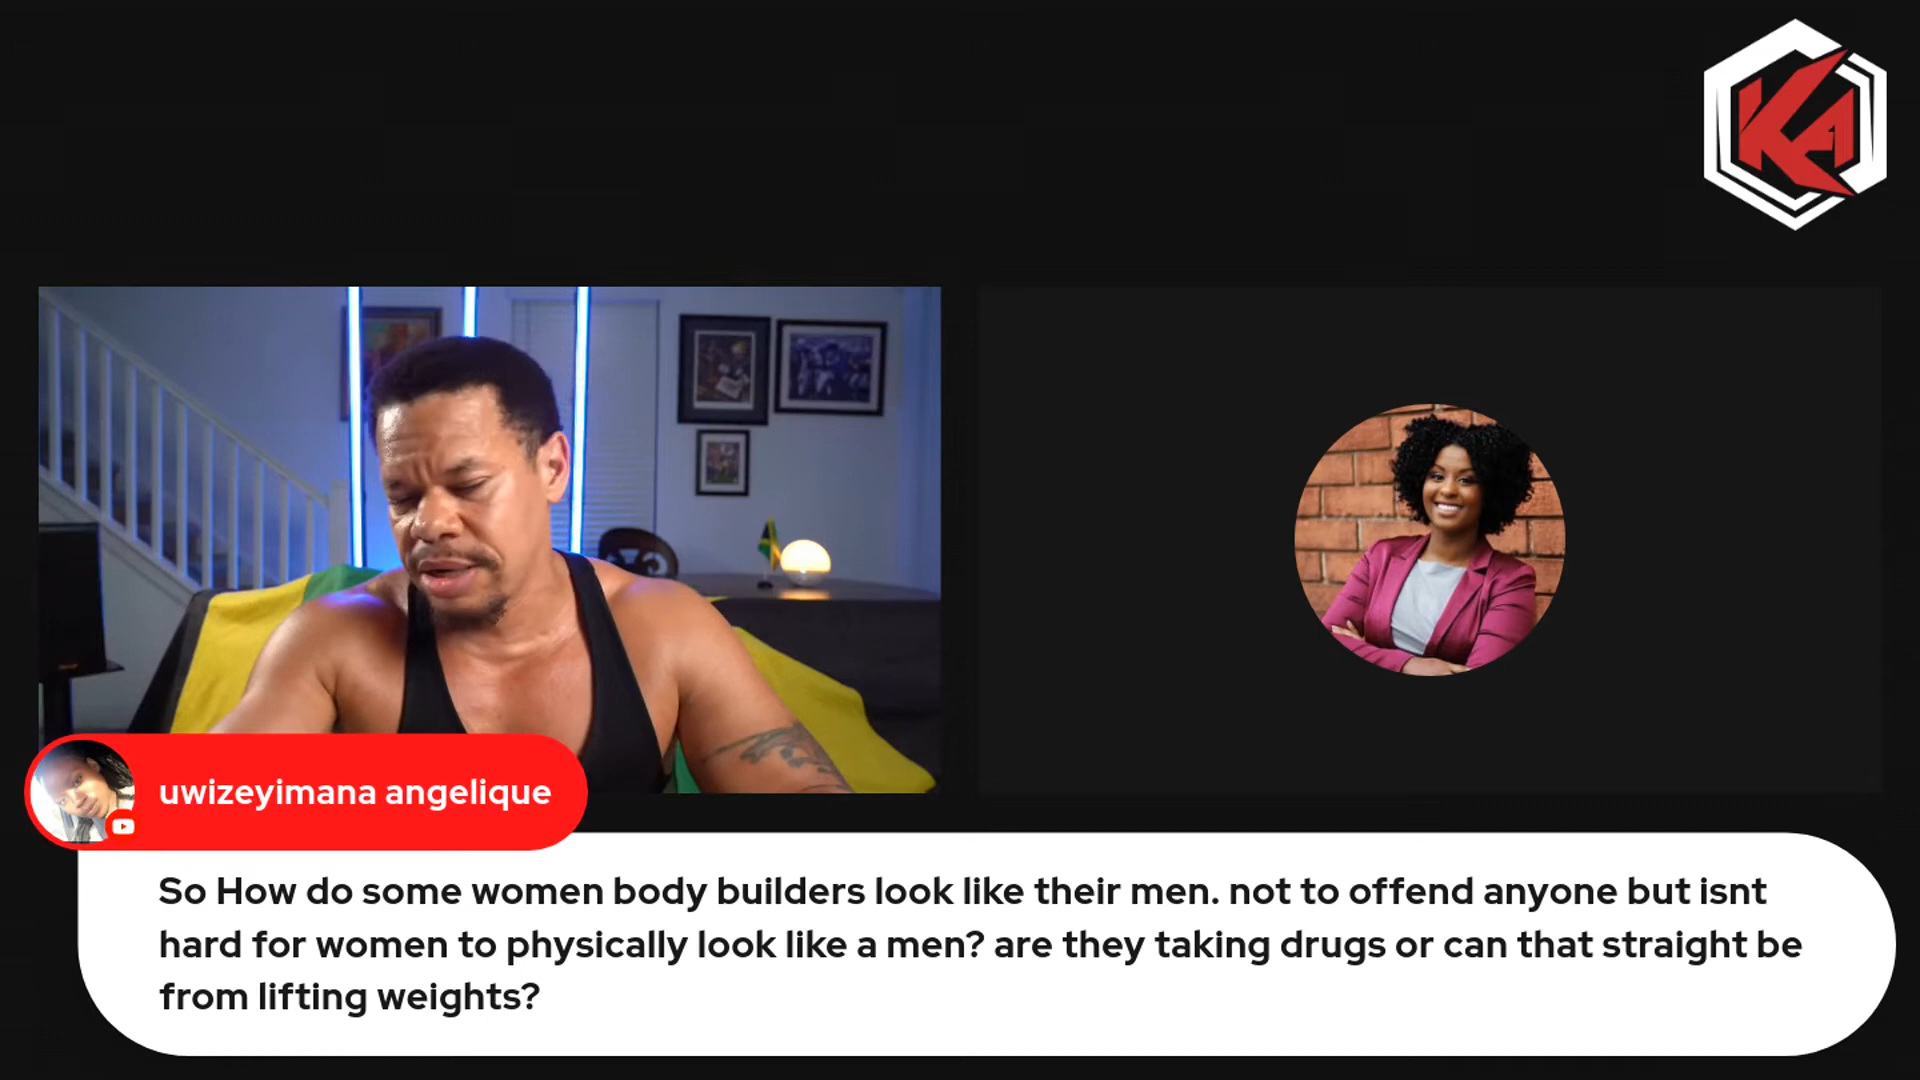 KA
uwizeyimana angelique
So How do some women body builders look like their men. not to offend anyone but isnt
hard for women to physically look like a men? are they taking drugs or can that straight be
from lifting weights?